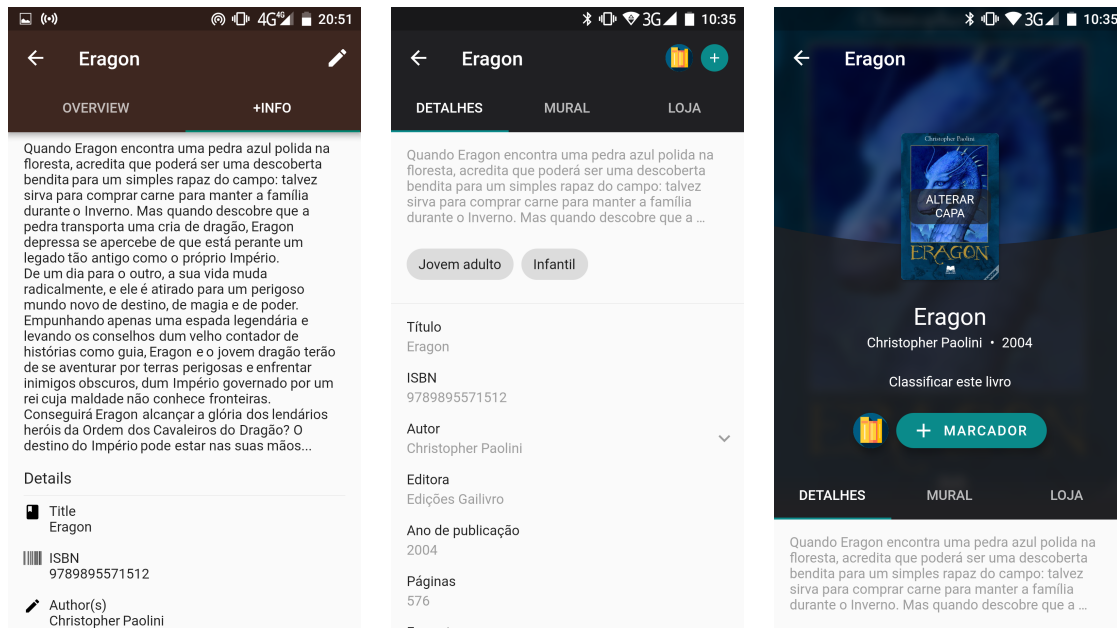 4G 4G 20:51
Eragon
OVERVIEW
+INFO
Quando Eragon encontra uma pedra azul polida na
floresta, acredita que poderá ser uma descoberta
bendita para um simples rapaz do campo: talvez
sirva para comprar carne para manter a família
durante o Inverno. Mas quando descobre que a
pedra transporta uma cria de dragão, Eragon
depressa se apercebe de que está perante um
legado tão antigo como o próprio Império.
De um dia para o outro, a sua vida muda
radicalmente, e ele é atirado para um perigoso
mundo novo de destino, de magia e de poder.
Empunhando apenas uma espada legendária e
levando os conselhos dum velho contador de
histórias como guia, Eragon e o jovem dragão terão
de se aventurar por terras perigosas e enfrentar
inimigos obscuros, dum Império governado por um
rei cuja maldade não conhece fronteiras.
Conseguirá Eragon alcançar a glória dos lendários
heróis da Ordem dos Cavaleiros do Dragão? O
destino do Império pode estar nas suas mãos...
Details
Title
Eragon
ISBN
9789895571512
Author(s)
Christopher Paolini
3G 10:35
Eragon
DETALHES
MURAL
LOJA
Quando Eragon encontra uma pedra azul polida na
floresta, acredita que poderá ser uma descoberta
bendita para um simples rapaz do campo: talvez
sirva para comprar carne para manter a família
durante o Inverno. Mas quando descobre que a ...
Jovem adulto
Infantil
Título
Eragon
ISBN
9789895571512
Autor
Christopher Paolini
Editora
Edições Gailivro
Ano de publicação
2004
Páginas
576
3G 10:35
Eragon
Christopher Paolini
ALTERAR
CAPA
ERAGON
Eragon
Christopher Paolini • 2004
Classificar este livro
+ MARCADOR
DETALHES
MURAL
LOJA
Quando Eragon encontra uma pedra azul polida na
floresta, acredita que poderá ser uma descoberta
bendita para um simples rapaz do campo: talvez
sirva para comprar carne para manter a família
durante o Inverno. Mas quando descobre que a ...